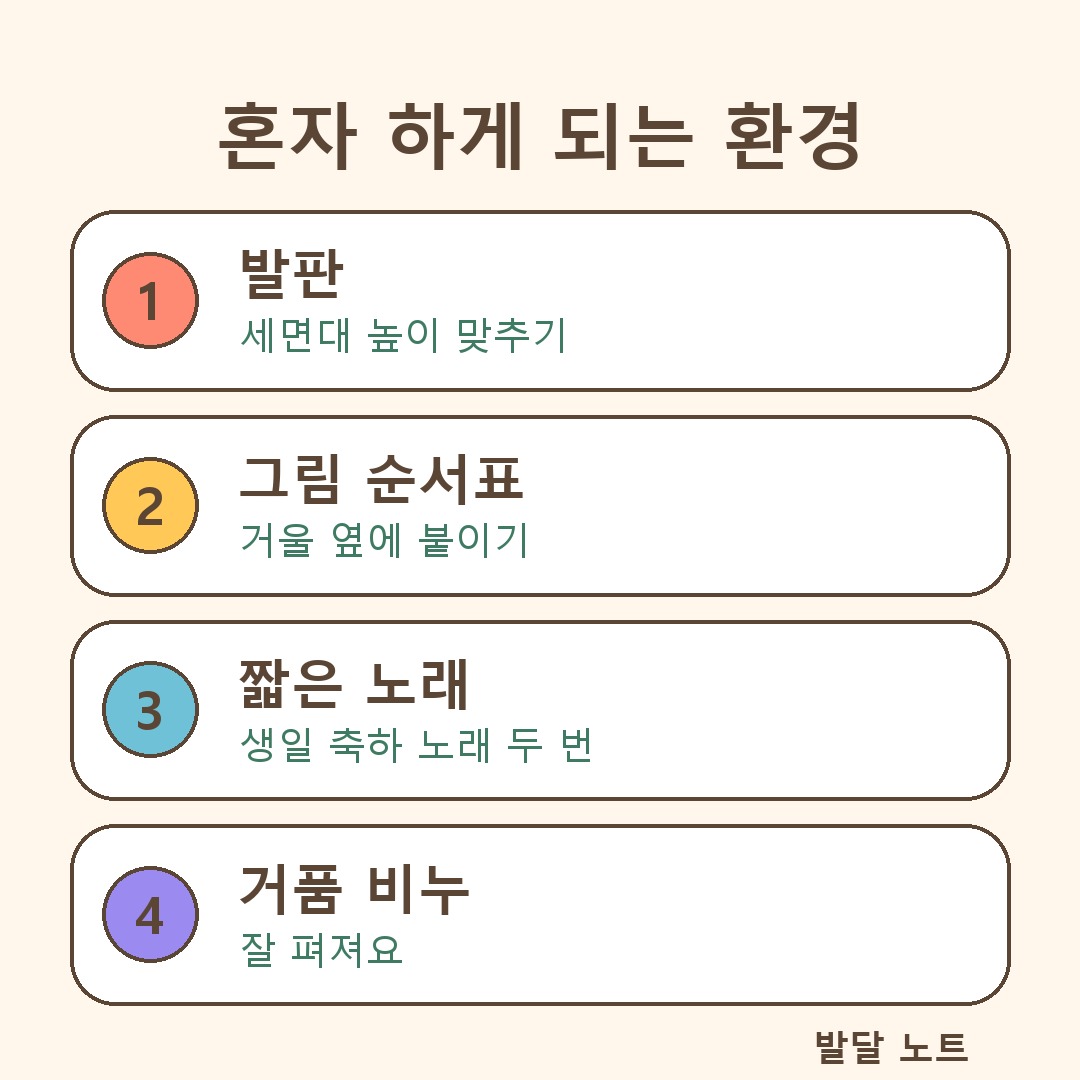 혼자 하게 되는 환경
1
발판
세면대 높이 맞추기
2
그림 순서표
거울 옆에 붙이기
3
짧은 노래
생일 축하 노래 두 번
4
거품 비누
잘 펴져요
발달 노트